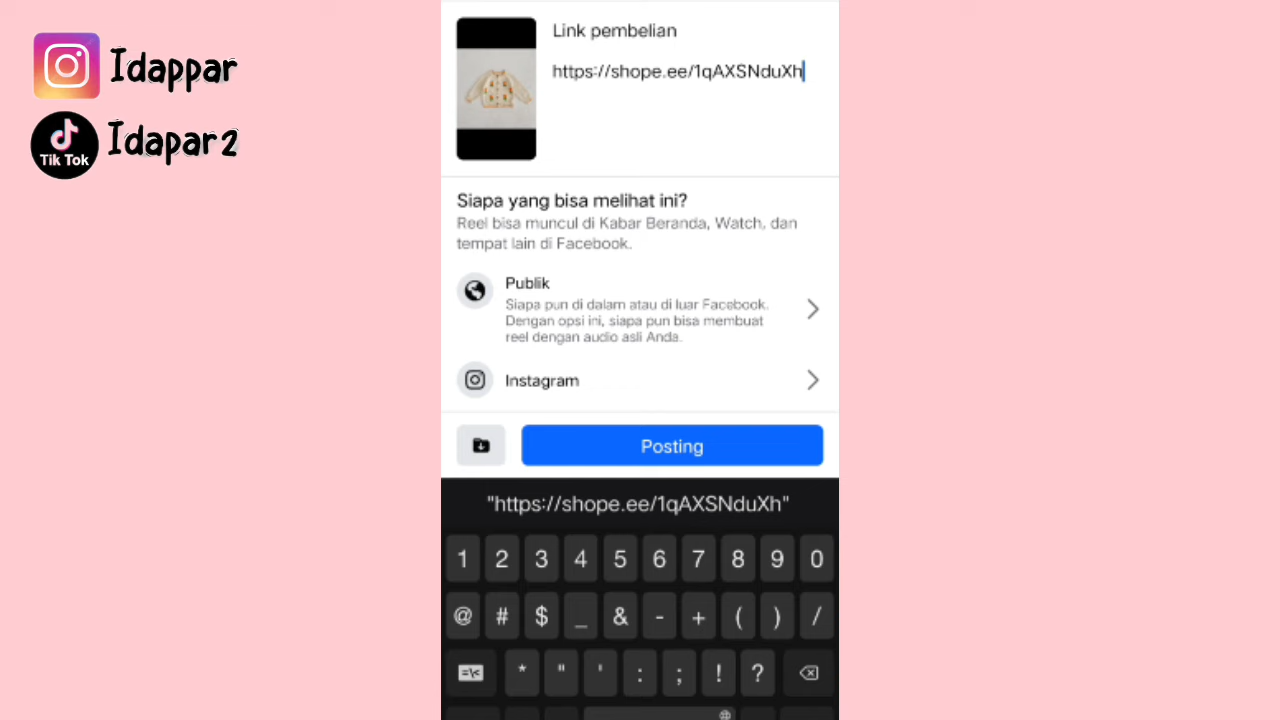 Idappar
Tik Tok
Idapar2
Link pembelian
https://shope.ee/1qAXSNduXh
Siapa yang bisa melihat ini?
Reel bisa muncul di Kabar Beranda, Watch, dan
tempat lain di Facebook.
Publik
Siapa pun di dalam atau di luar Facebook.
Dengan opsi ini, siapa pun bisa membuat
reel dengan audio asli Anda.
Instagram
Posting
"https://shope.ee/1qAXSNduXh"
1 2 3 4 5 6 7 8 9 0
@ # $ _ & - + ( ) /
=\< * " ' : ; ! ?